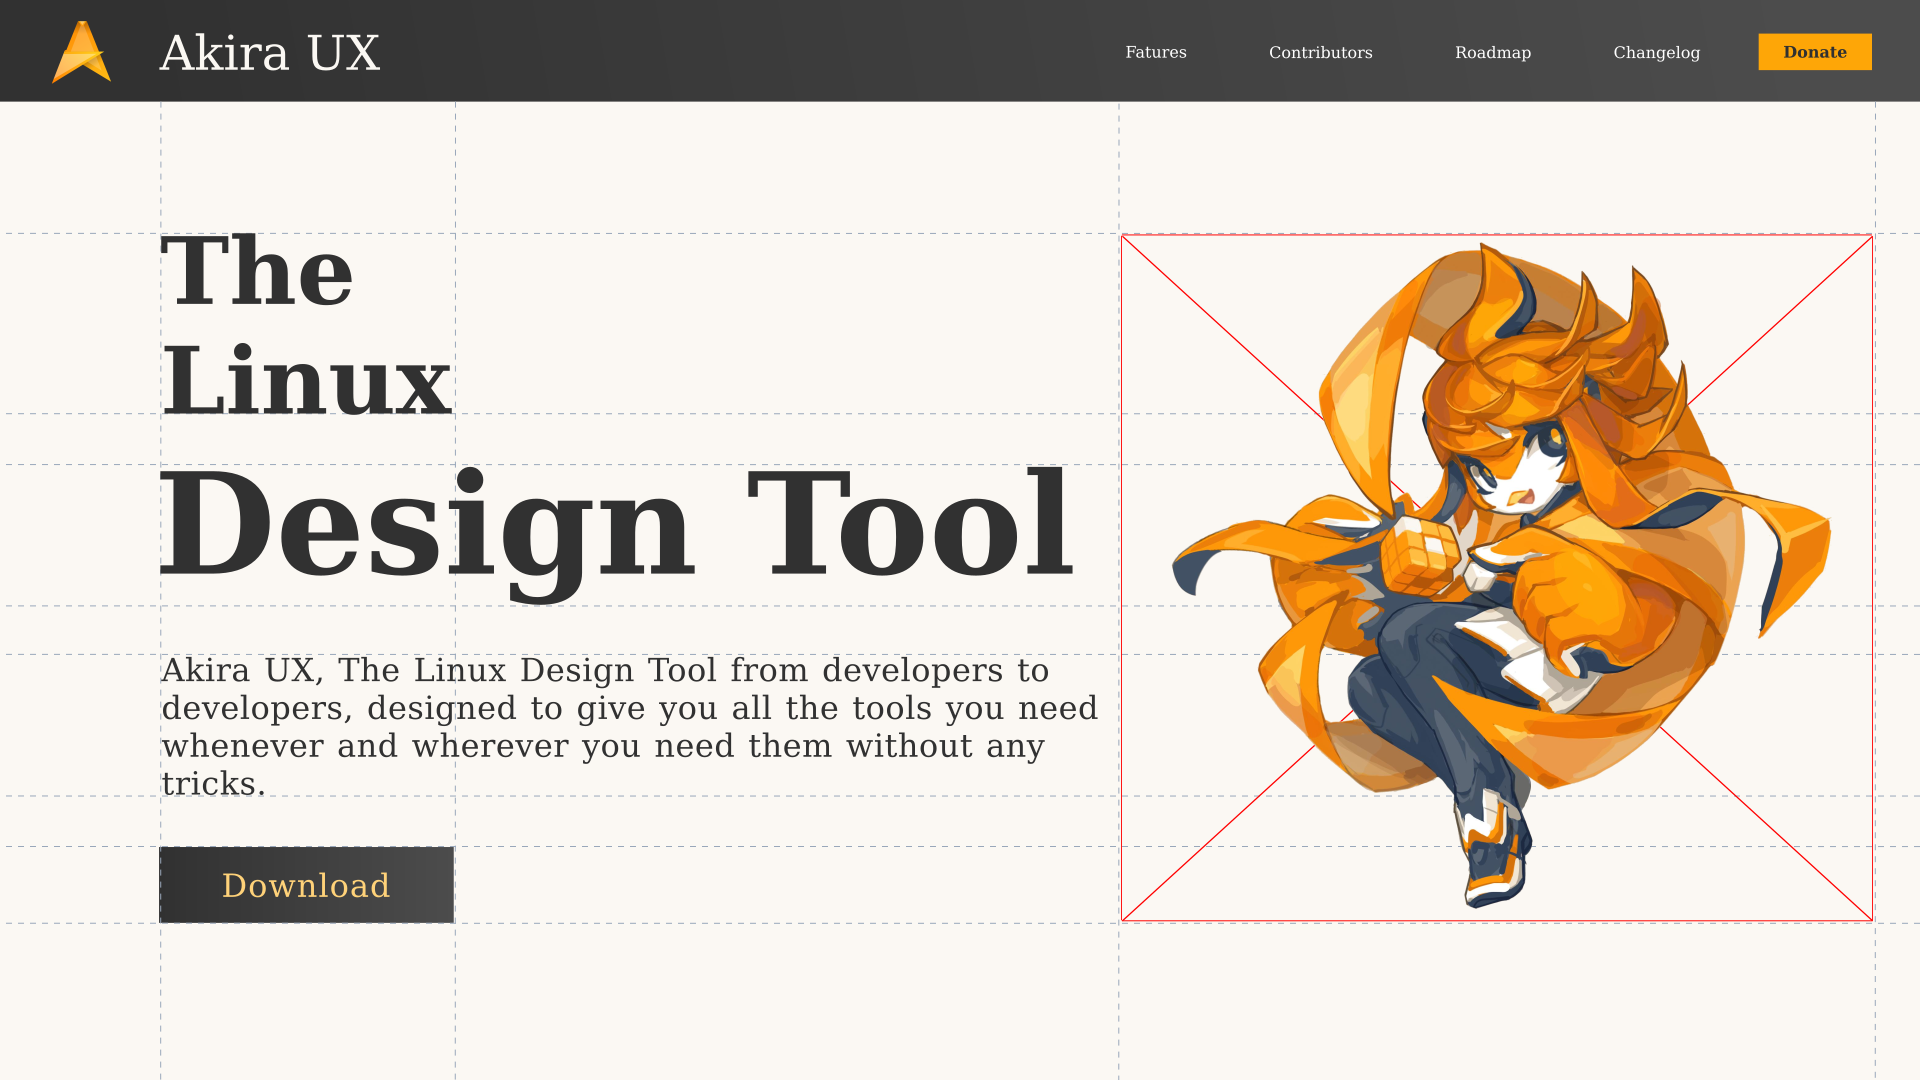 Akira UX
Fatures
Contributors
Roadmap
Changelog
Donate
The
Linux
Design Tool
Akira UX, The Linux Design Tool from developers to
developers, designed to give you all the tools you need
whenever and wherever you need them without any
tricks.
Download